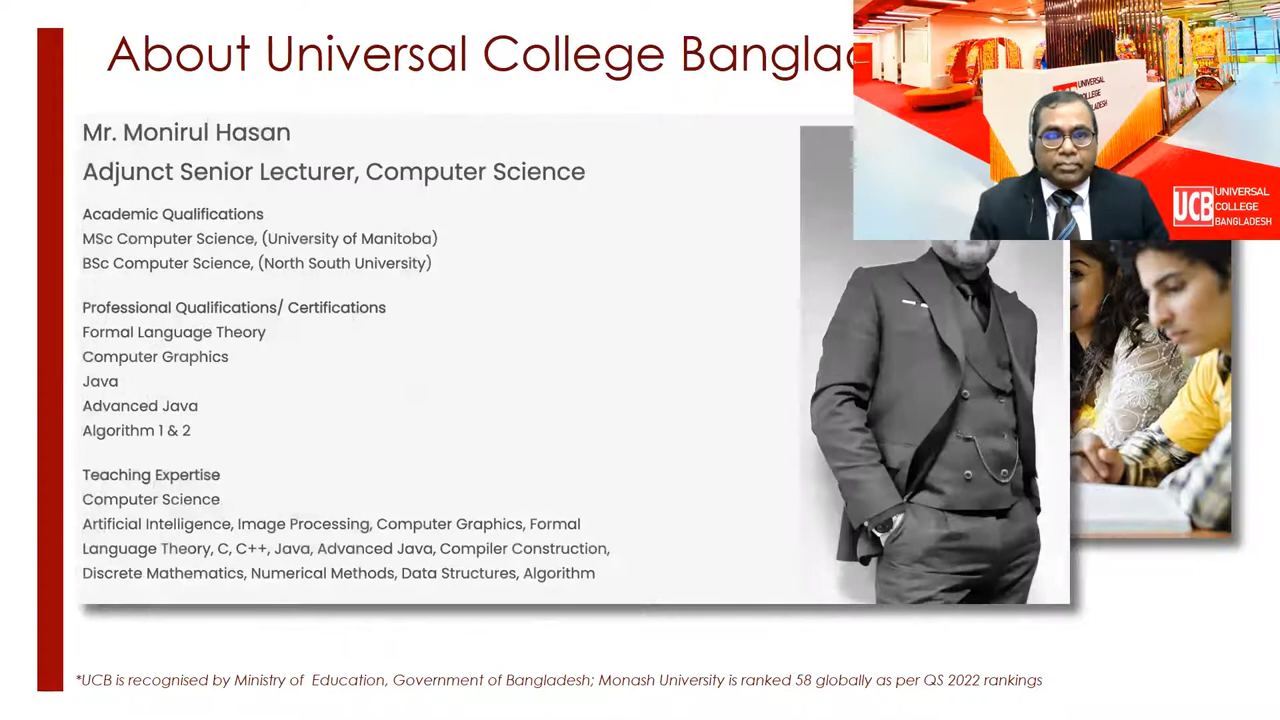 About Universal College Banglad
Mr. Monirul Hasan
Adjunct Senior Lecturer, Computer Science
Academic Qualifications
MSc Computer Science, (University of Manitoba)
BSc Computer Science, (North South University)
Professional Qualifications/ Certifications
Formal Language Theory
Computer Graphics
Java
Advanced Java
Algorithm 1 & 2
Teaching Expertise
Computer Science
Artificial Intelligence, Image Processing, Computer Graphics, Formal
Language Theory, C, C++, Java, Advanced Java, Compiler Construction,
Discrete Mathematics, Numerical Methods, Data Structures, Algorithm
*UCB is recognised by Ministry of Education, Government of Bangladesh; Monash University is ranked 58 globally as per QS 2022 rankings
UNIVERSAL
COLLEGE
UCB
UNIVERSAL
COLLEGE
BANGLADESH